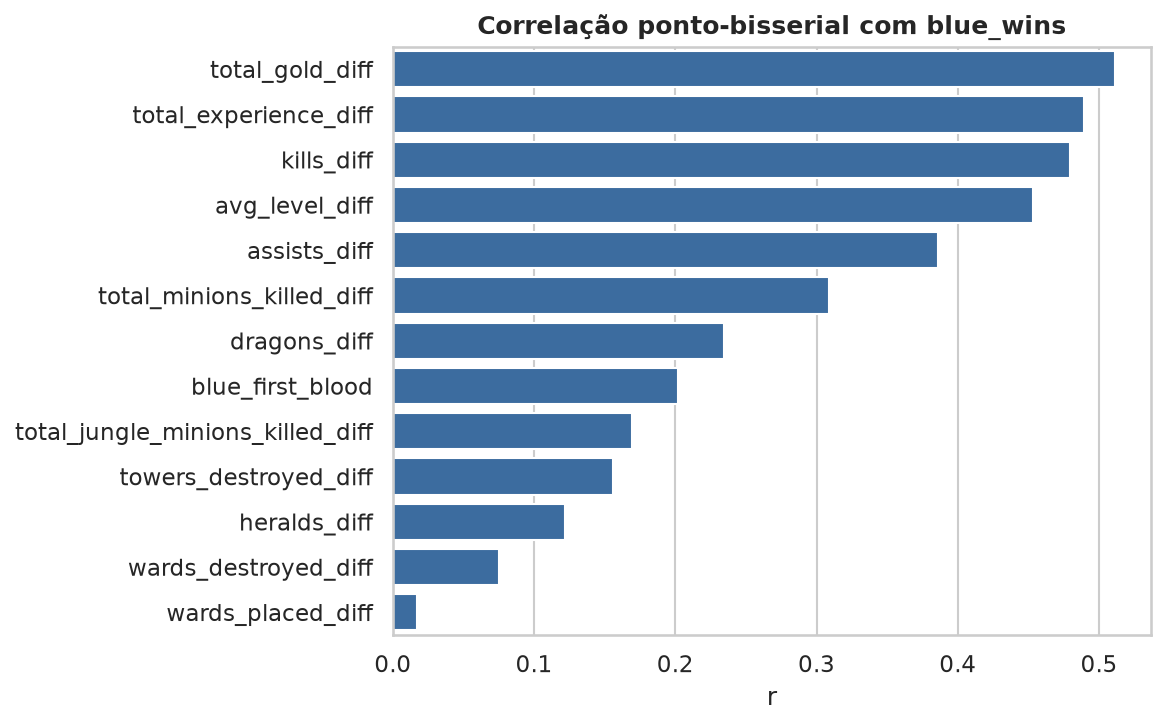 Correlação ponto-bisserial com blue_wins
total_gold_diff
total_experience_diff
kills_diff
avg_level_diff
assists_diff
total_minions_killed_diff
dragons_diff
blue_first_blood
total_jungle_minions_killed_diff
towers_destroyed_diff
heralds_diff
wards_destroyed_diff
wards_placed_diff
0.0 0.1 0.2 0.3 0.4 0.5
r